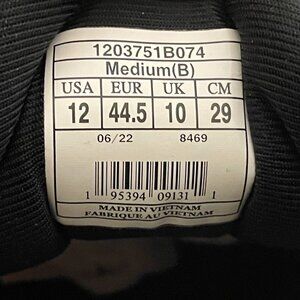 1203751B074
Medium(B)
USA EUR UK CM
12 44.5 10 29
06/22 8469
1 95394 09131 1
MADE IN VIETNAM
FABRIQUE AU VIETNAM